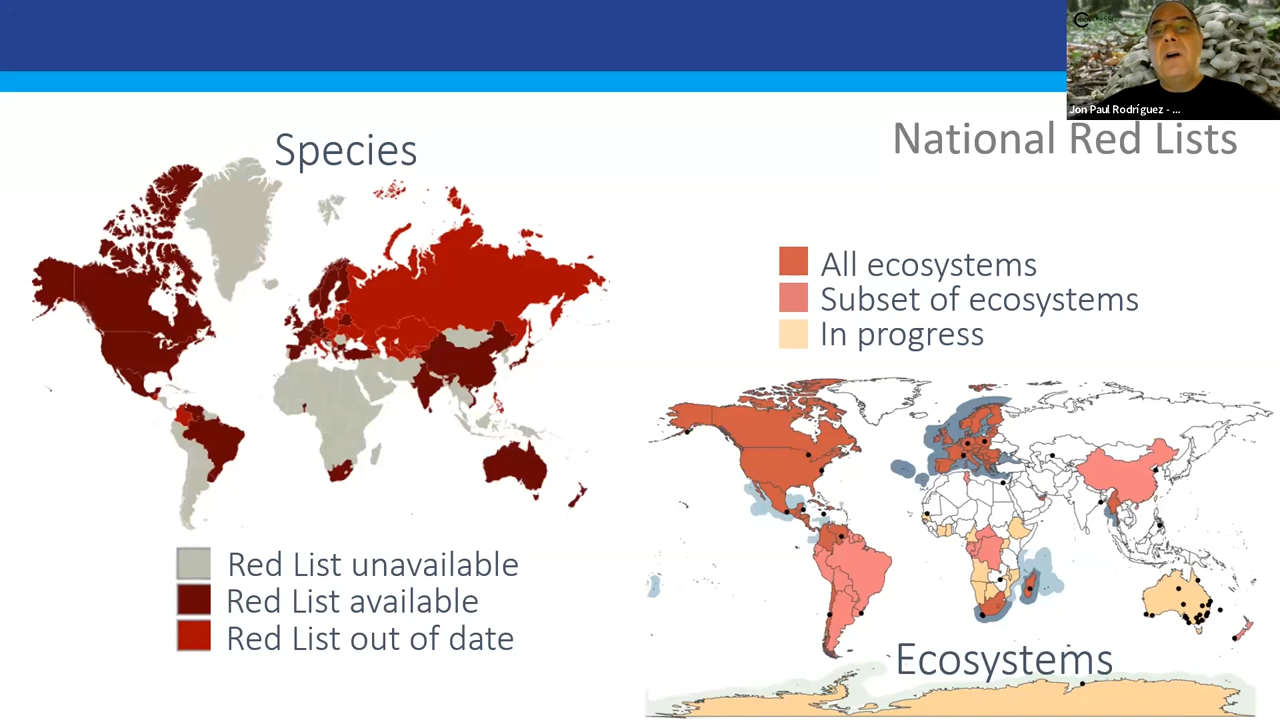 Jon Paul Rodríguez - ...
National Red Lists
Species
All ecosystems
Subset of ecosystems
In progress
Red List unavailable
Red List available
Red List out of date
Ecosystems